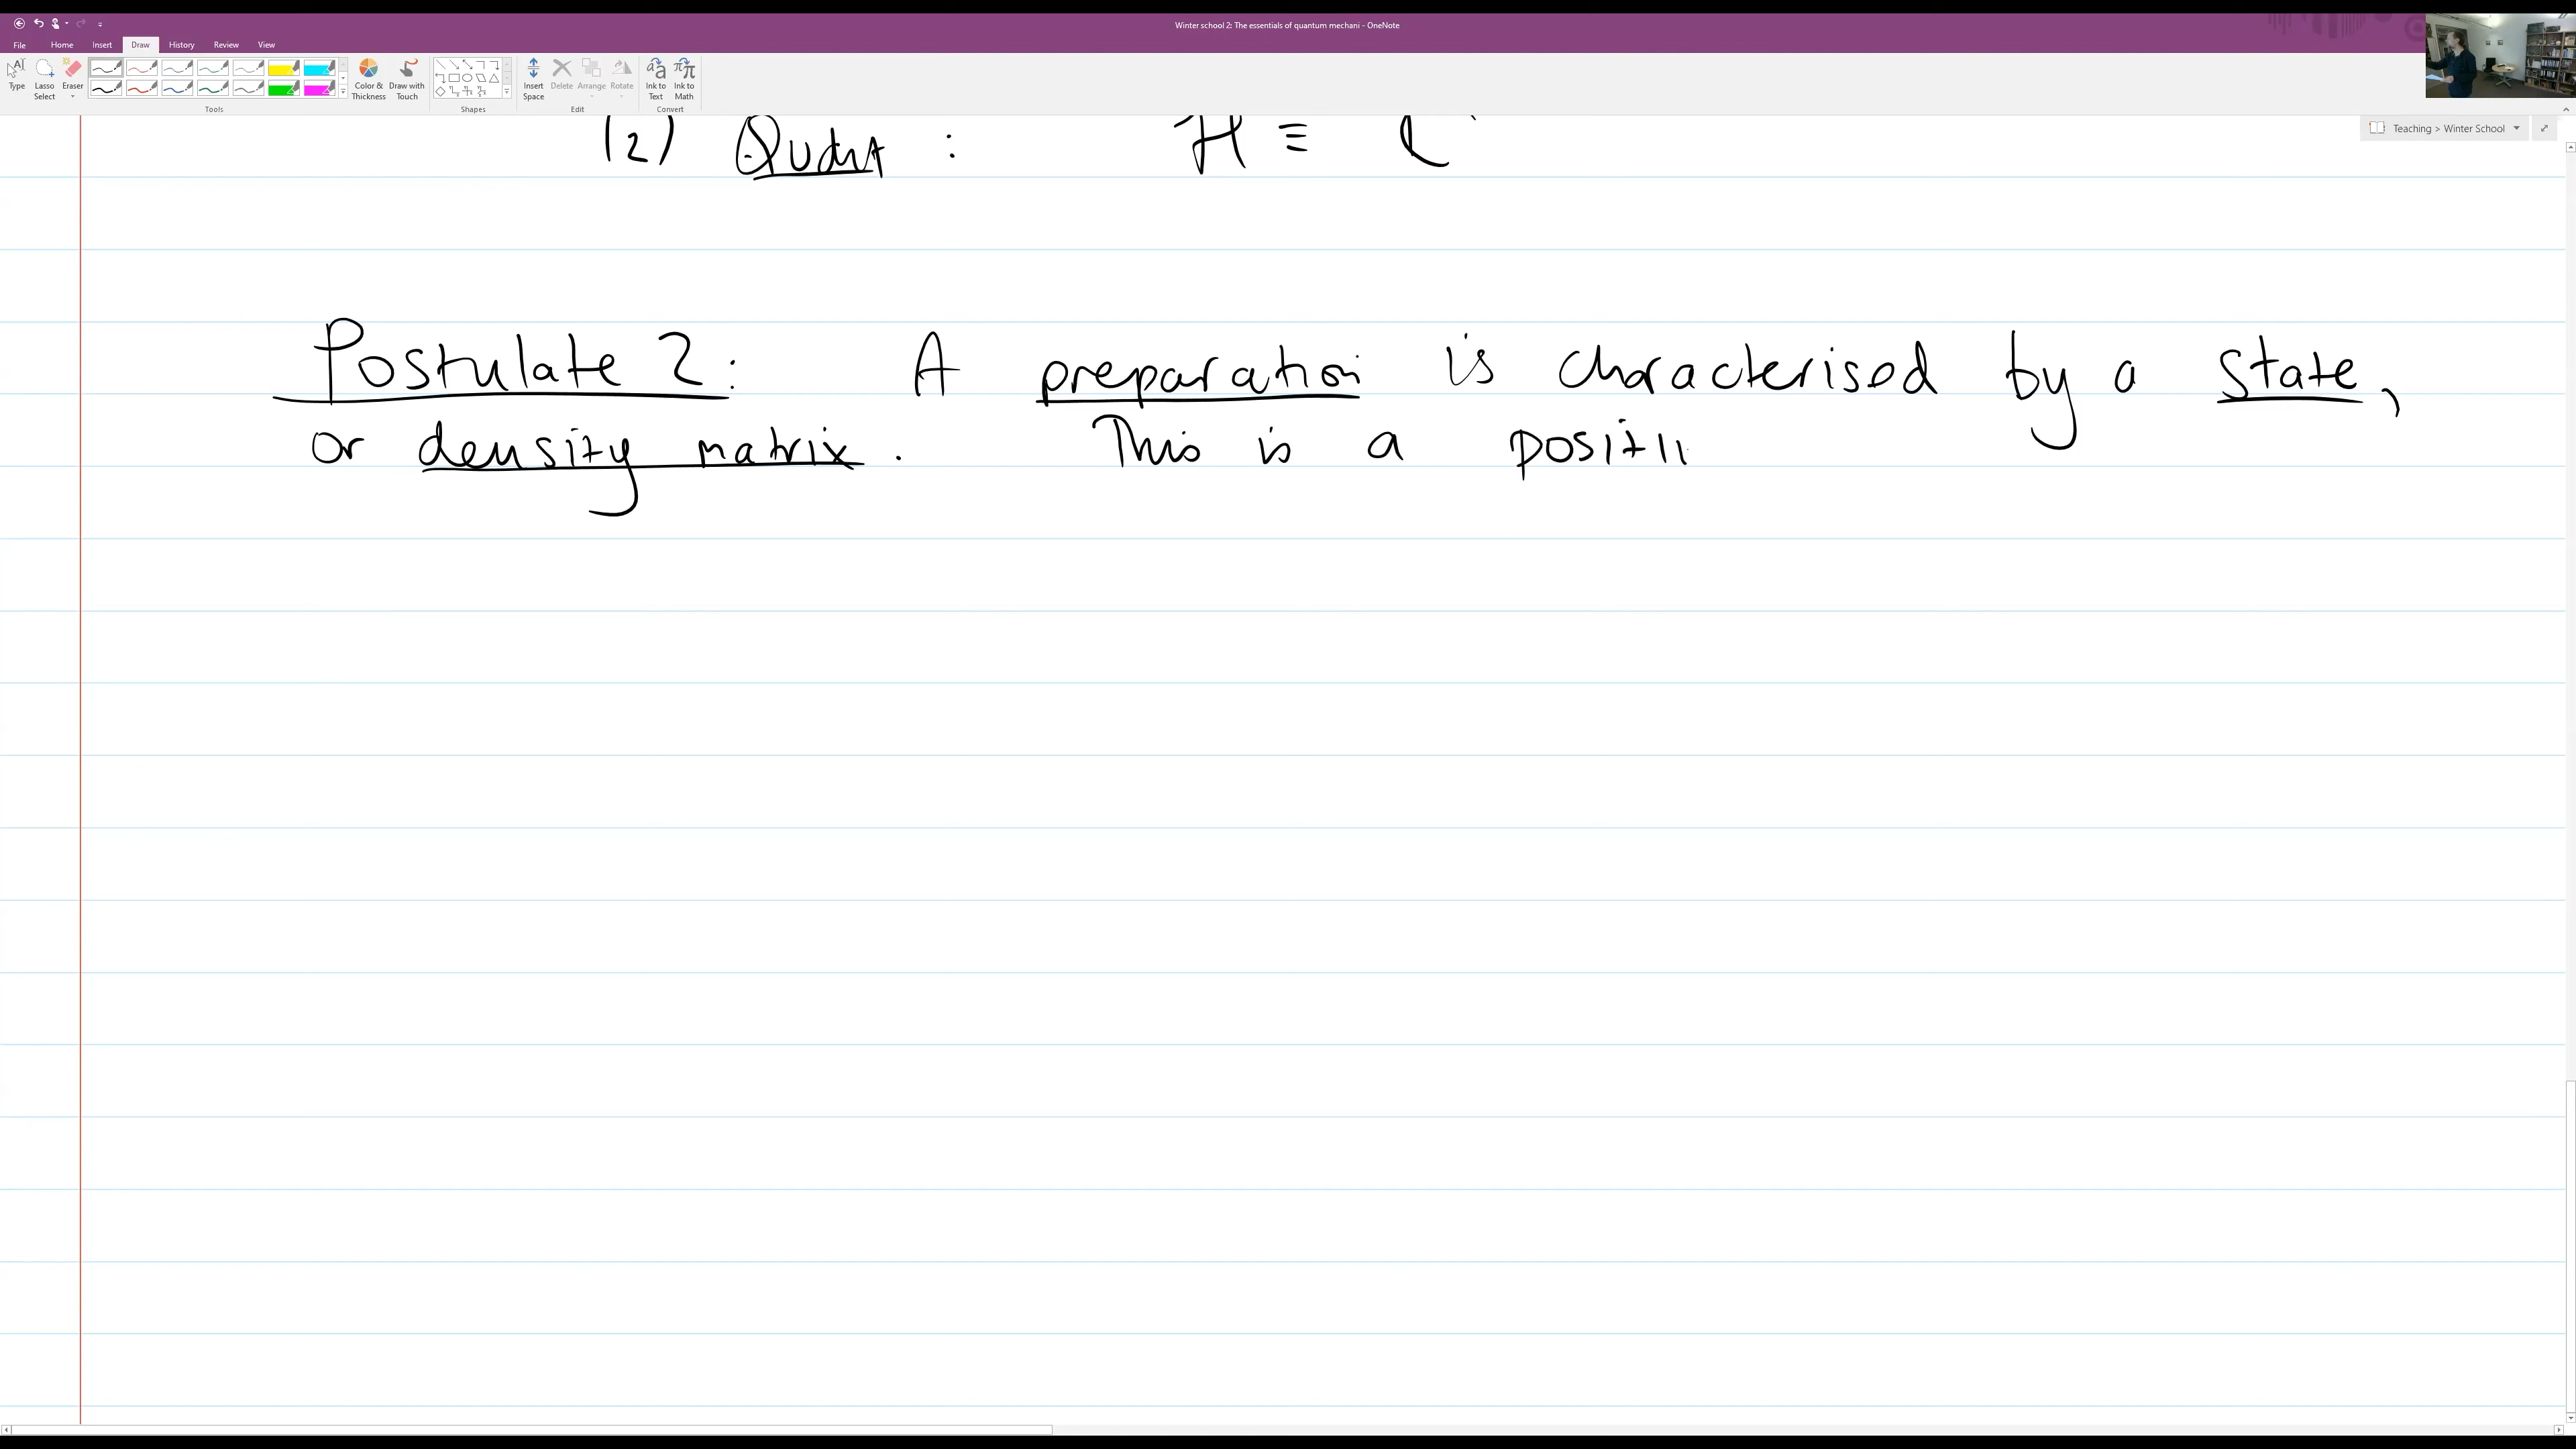 Winter school 2: The essentials of quantum mechani - OneNote
File Home Insert Draw History Review View
Type
Lasso Select
Eraser
Color & Thickness
Draw with Touch
Insert Space
Delete
Arrange
Rotate
Ink to Text
Ink to Math
Tools
Shapes
Edit
Convert
Teaching > Winter School
(2) Qudit : H ≡
Postulate 2: A preparation is characterised by a state,
or density matrix. This is a positi